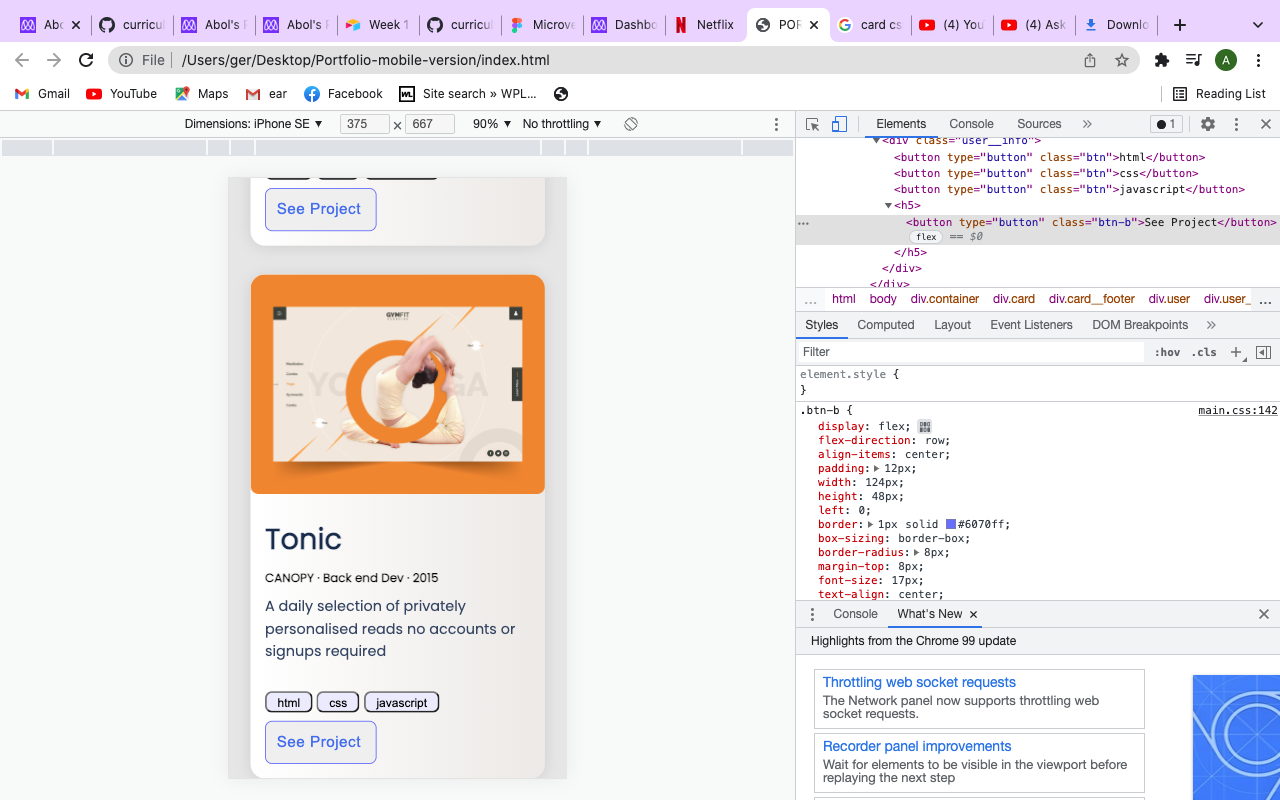 Abo
curricu
Abol's F
Abol's F
Week 1
curricul
Microve
Dashbo
Netflix
POR
card cs
(4) You
(4) Ask
Downlo
File
/Users/ger/Desktop/Portfolio-mobile-version/index.html
A
Gmail
YouTube
Maps
ear
Facebook
Site search » WPL...
Reading List
Dimensions: iPhone SE ▼ 375 × 667 90% ▼ No throttling ▼
See Project
GYMFIT
Tonic
CANOPY · Back end Dev · 2015
A daily selection of privately
personalised reads no accounts or
signups required
html css javascript
See Project
Elements Console Sources » 1
<div class="user__info">
<button type="button" class="btn">html</button>
<button type="button" class="btn">css</button>
<button type="button" class="btn">javascript</button>
<h5>
<button type="button" class="btn-b">See Project</button>
flex == $0
</h5>
</div>
</div>
... html body div.container div.card div.card__footer div.user div.user_ ...
Styles Computed Layout Event Listeners DOM Breakpoints »
Filter :hov .cls +
element.style {
}
.btn-b { main.css:142
display: flex;
flex-direction: row;
align-items: center;
padding: 12px;
width: 124px;
height: 48px;
left: 0;
border: 1px solid #6070ff;
box-sizing: border-box;
border-radius: 8px;
margin-top: 8px;
font-size: 17px;
text-align: center;
Console What's New ×
Highlights from the Chrome 99 update
Throttling web socket requests
The Network panel now supports throttling web
socket requests.
Recorder panel improvements
Wait for elements to be visible in the viewport before
replaying the next step